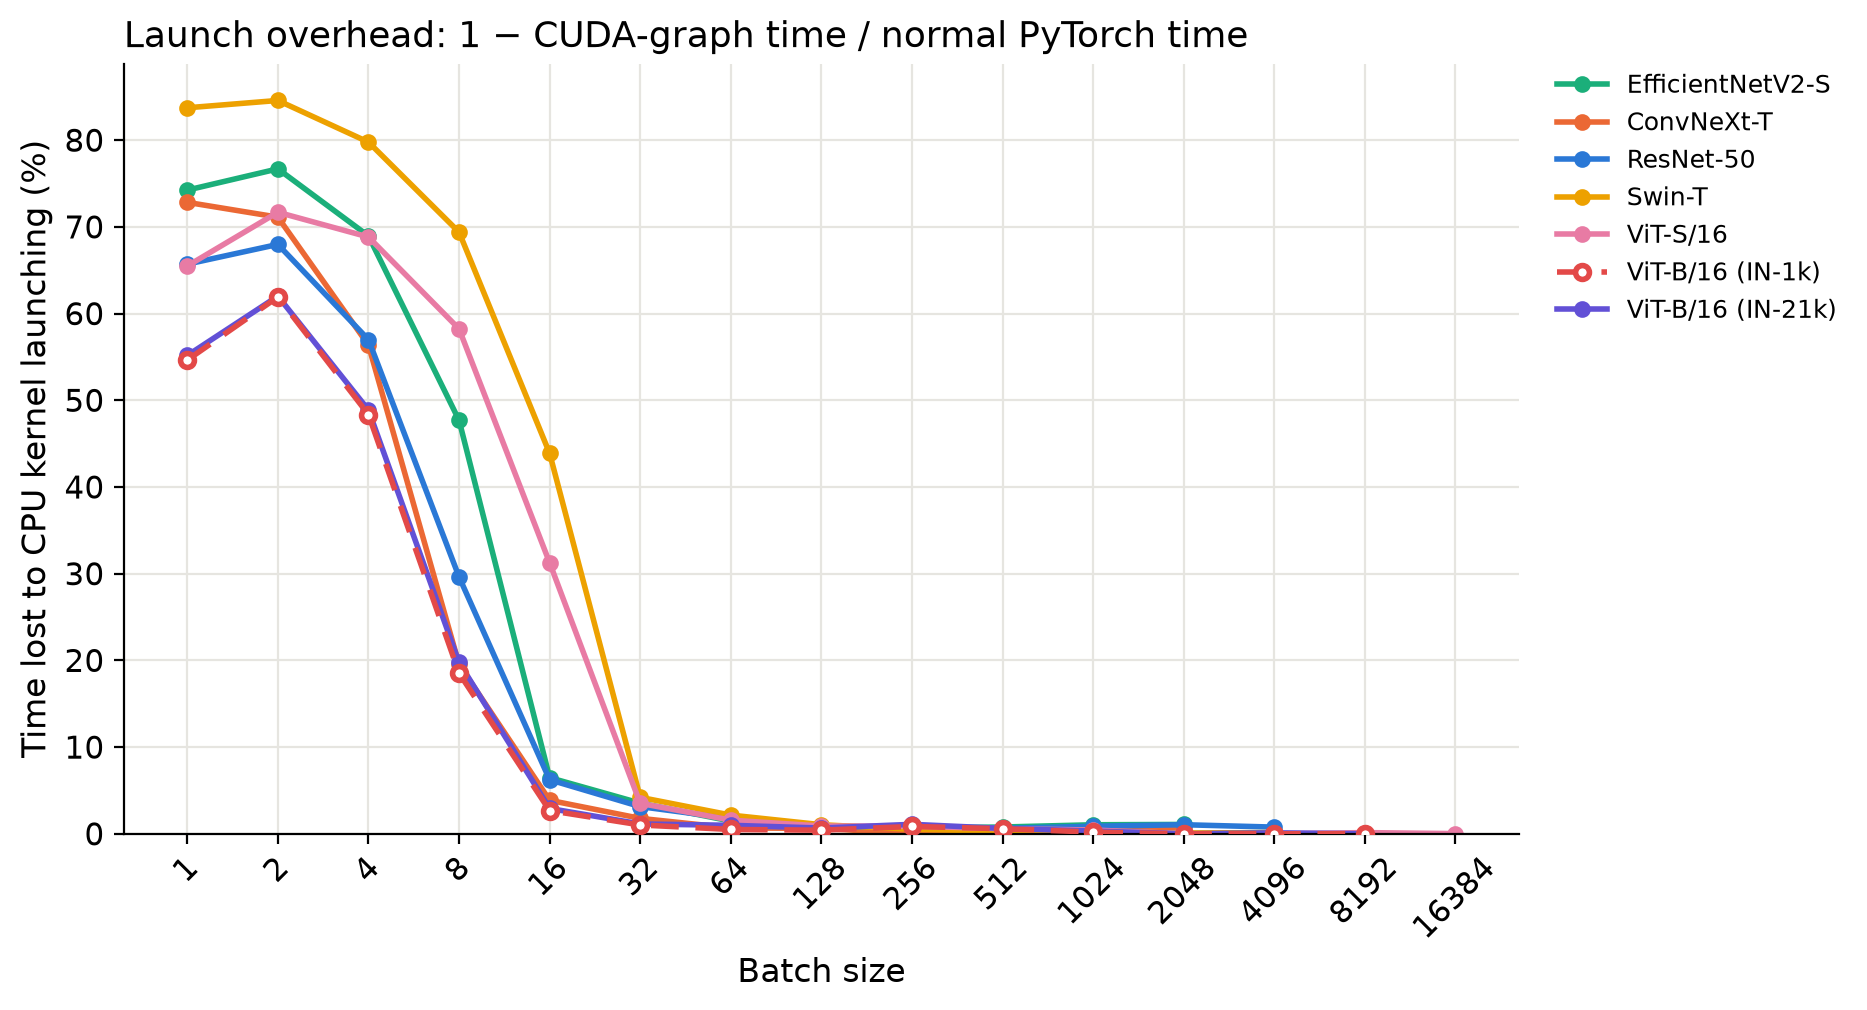 Launch overhead: 1 − CUDA-graph time / normal PyTorch time
Time lost to CPU kernel launching (%)
80
70
60
50
40
30
20
10
0
1
2
4
8
16
32
64
128
256
512
1024
2048
4096
8192
16384
Batch size
EfficientNetV2-S
ConvNeXt-T
ResNet-50
Swin-T
ViT-S/16
ViT-B/16 (IN-1k)
ViT-B/16 (IN-21k)